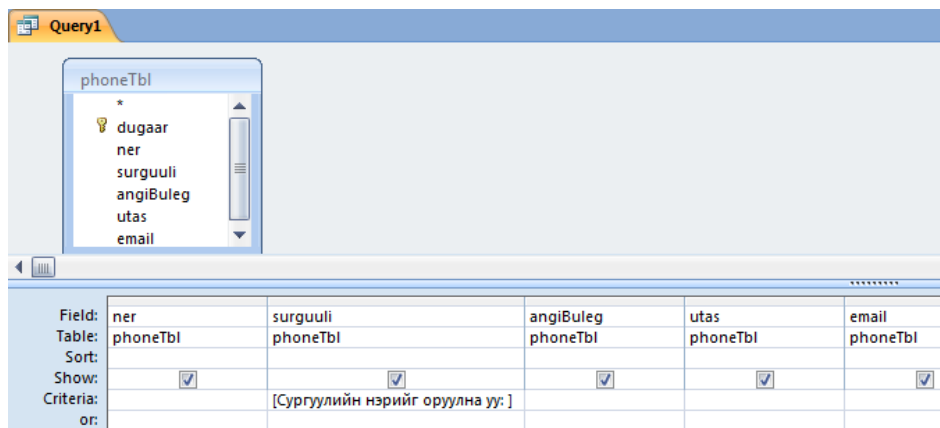 Query1
phoneTbl
*
dugaar
ner
surguuli
angiBuleg
utas
email
Field: ner surguuli angiBuleg utas email
Table: phoneTbl phoneTbl phoneTbl phoneTbl phoneTbl
Sort:
Show:
Criteria: [Сургуулийн нэрийг оруулна уу: ]
or: